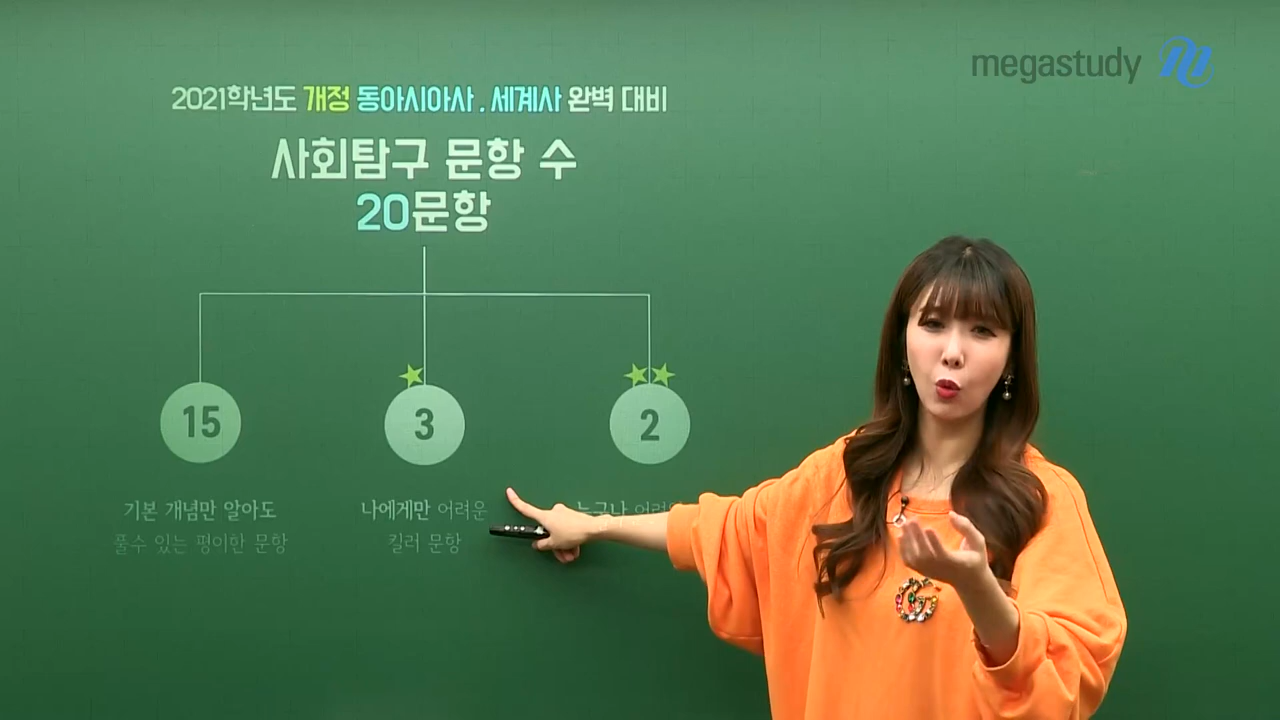 megastudy
2021학년도 개정 동아시아사 . 세계사 완벽 대비
사회탐구 문항 수
20문항
15
3
2
기본 개념만 알아도
풀수 있는 평이한 문항
나에게만 어려운
킬러 문항
누구나